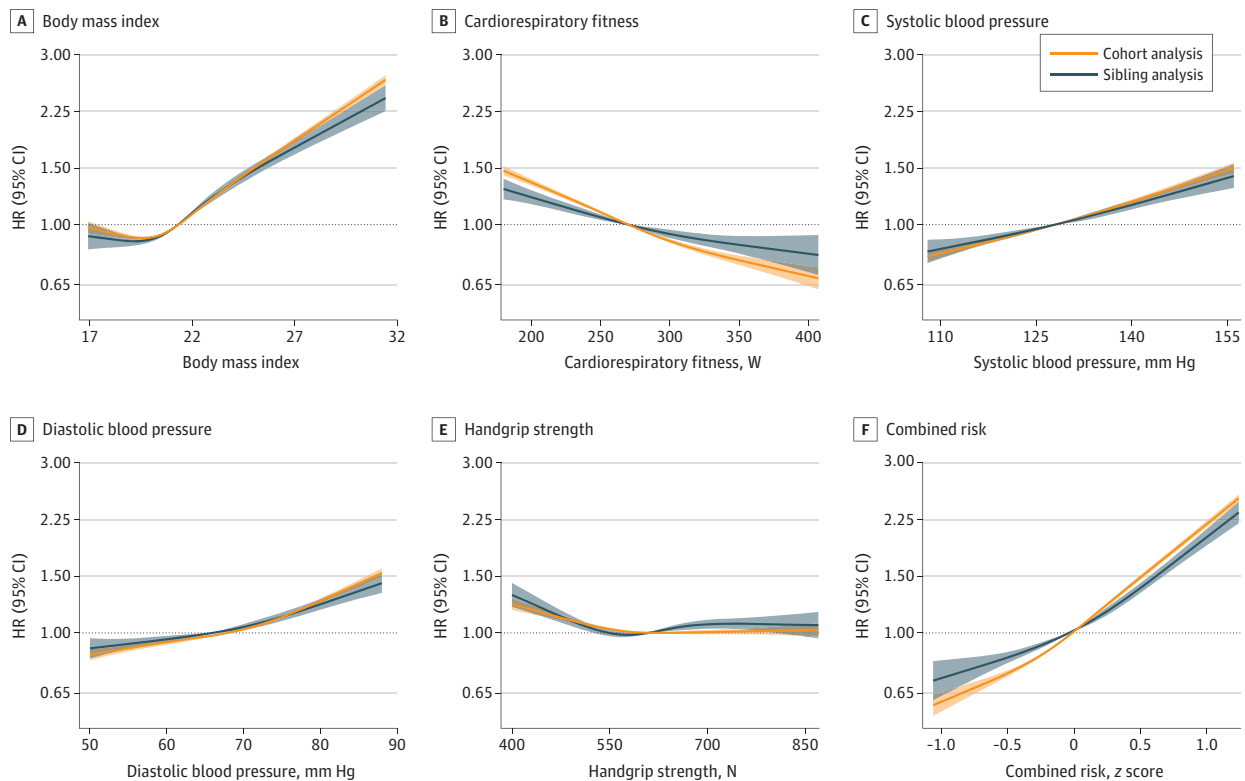 A Body mass index
HR (95% CI)
3.00
2.25
1.50
1.00
0.65
17 22 27 32
Body mass index
B Cardiorespiratory fitness
HR (95% CI)
3.00
2.25
1.50
1.00
0.65
200 250 300 350 400
Cardiorespiratory fitness, W
C Systolic blood pressure
Cohort analysis
Sibling analysis
HR (95% CI)
3.00
2.25
1.50
1.00
0.65
110 125 140 155
Systolic blood pressure, mm Hg
D Diastolic blood pressure
HR (95% CI)
3.00
2.25
1.50
1.00
0.65
50 60 70 80 90
Diastolic blood pressure, mm Hg
E Handgrip strength
HR (95% CI)
3.00
2.25
1.50
1.00
0.65
400 550 700 850
Handgrip strength, N
F Combined risk
HR (95% CI)
3.00
2.25
1.50
1.00
0.65
-1.0 -0.5 0 0.5 1.0
Combined risk, z score